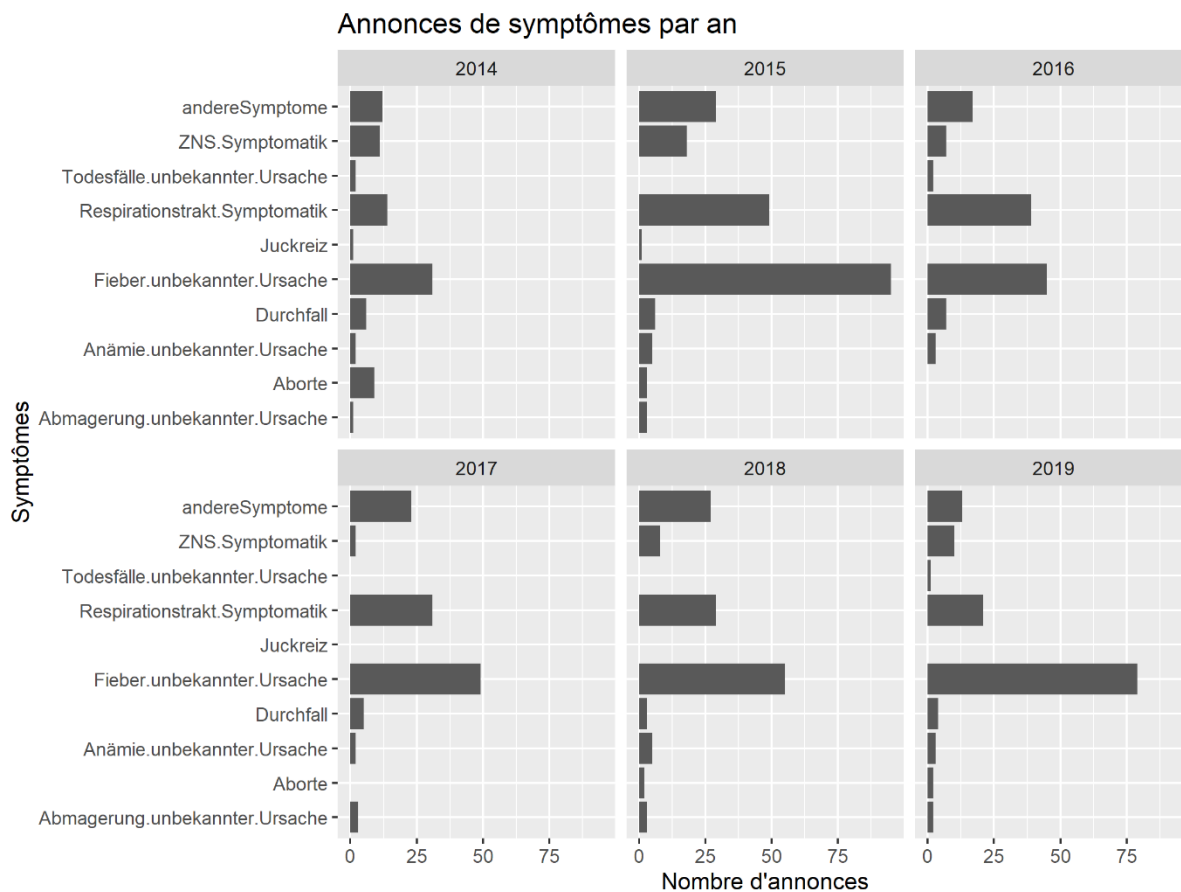 Annonces de symptômes par an
2014
2015
2016
andereSymptome
ZNS.Symptomatik
Todesfälle.unbekannter.Ursache
Respirationstrakt.Symptomatik
Juckreiz
Fieber.unbekannter.Ursache
Durchfall
Anämie.unbekannter.Ursache
Aborte
Abmagerung.unbekannter.Ursache
Symptômes
2017
2018
2019
andereSymptome
ZNS.Symptomatik
Todesfälle.unbekannter.Ursache
Respirationstrakt.Symptomatik
Juckreiz
Fieber.unbekannter.Ursache
Durchfall
Anämie.unbekannter.Ursache
Aborte
Abmagerung.unbekannter.Ursache
0 25 50 75 0 25 50 75 0 25 50 75
Nombre d'annonces